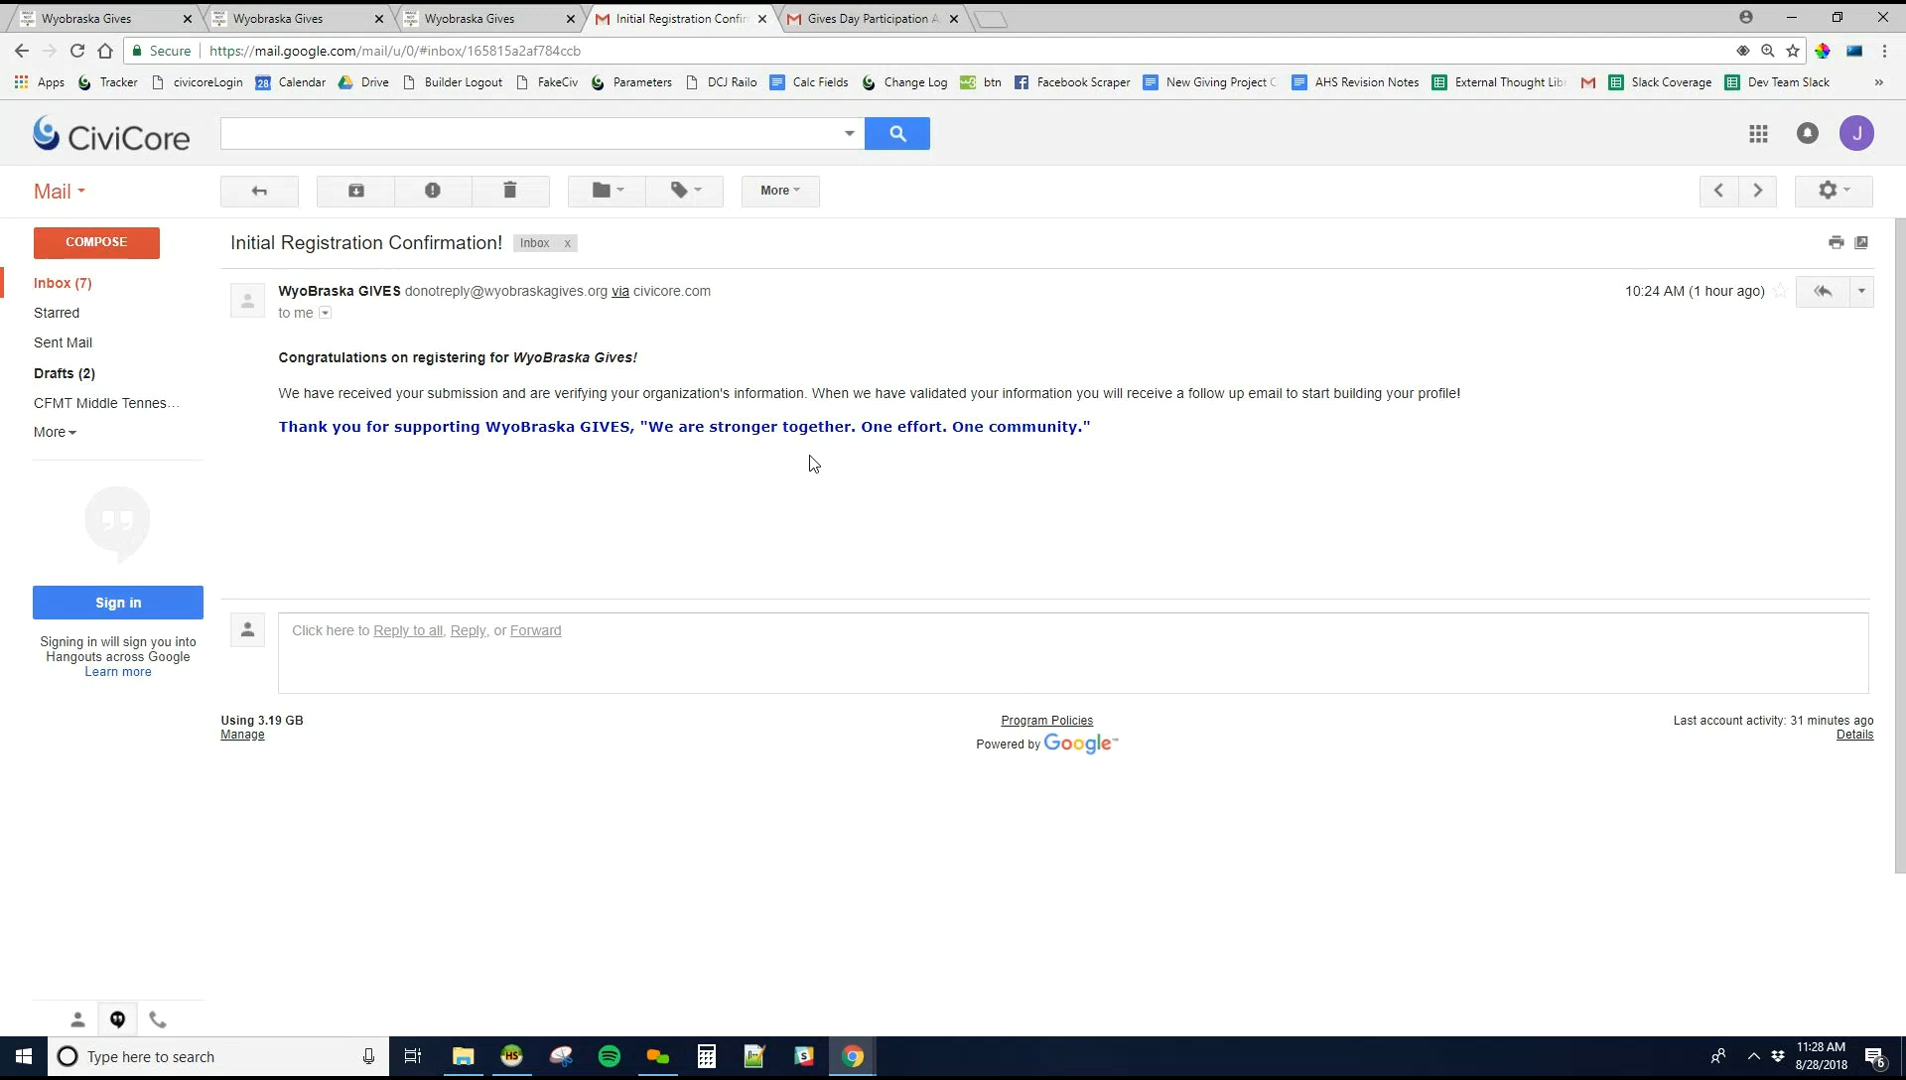 Wyobraska Gives
Wyobraska Gives
Wyobraska Gives
Initial Registration Confirm
Gives Day Participation A
Secure https://mail.google.com/mail/u/0/#inbox/165815a2af784ccb
Apps Tracker civicoreLogin 28 Calendar Drive Builder Logout FakeCiv Parameters DCJ Railo Calc Fields Change Log w3 btn Facebook Scraper New Giving Project C AHS Revision Notes External Thought Lib Slack Coverage Dev Team Slack »
CiviCore
J
Mail
More
COMPOSE
Initial Registration Confirmation! Inbox x
Inbox (7)
Starred
Sent Mail
Drafts (2)
CFMT Middle Tennes...
More
WyoBraska GIVES donotreply@wyobraskagives.org via civicore.com
10:24 AM (1 hour ago)
to me
Congratulations on registering for WyoBraska Gives!
We have received your submission and are verifying your organization's information. When we have validated your information you will receive a follow up email to start building your profile!
Thank you for supporting WyoBraska GIVES, "We are stronger together. One effort. One community."
Sign in
Signing in will sign you into
Hangouts across Google
Learn more
Click here to Reply to all, Reply, or Forward
Using 3.19 GB
Manage
Program Policies
Powered by Google™
Last account activity: 31 minutes ago
Details
Type here to search
HS
S
11:28 AM
8/28/2018
6